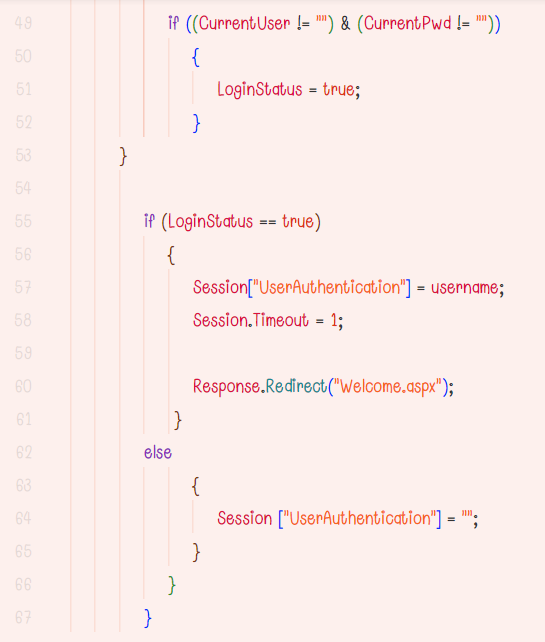 49 if ((CurrentUser != "") & (CurrentPwd != ""))
50 {
51 LoginStatus = true;
52 }
53 }
54
55 if (LoginStatus == true)
56 {
57 Session["UserAuthentication"] = username;
58 Session.Timeout = 1;
59
60 Response.Redirect("Welcome.aspx");
61 }
62 else
63 {
64 Session ["UserAuthentication"] = "";
65 }
66 }
67 }